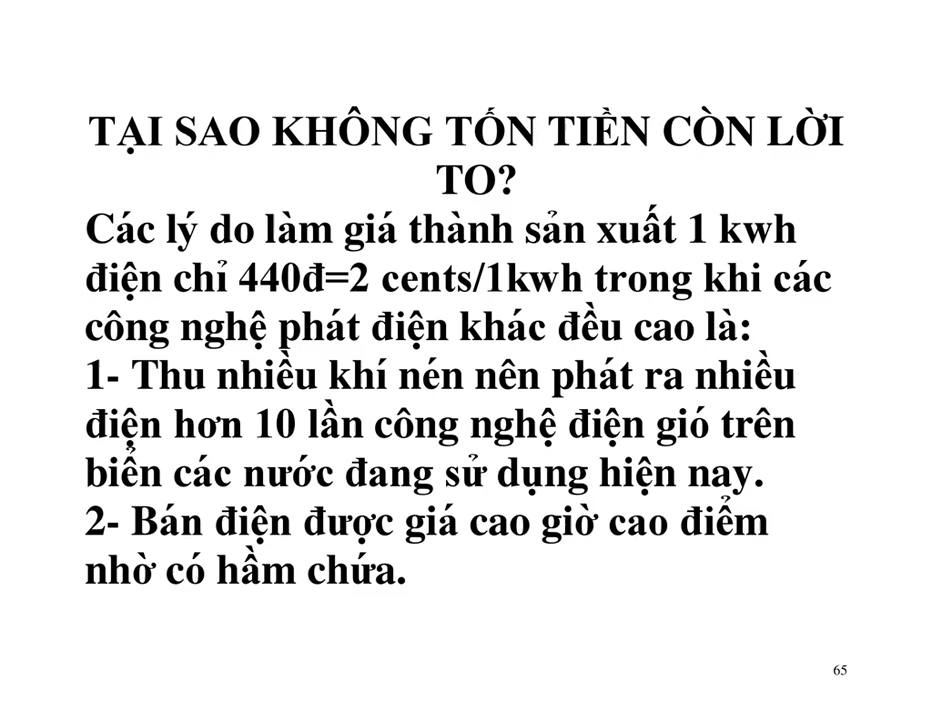 TẠI SAO KHÔNG TỐN TIỀN CÒN LỜI
TO?
Các lý do làm giá thành sản xuất 1 kwh
điện chỉ 440đ=2 cents/1kwh trong khi các
công nghệ phát điện khác đều cao là:
1- Thu nhiều khí nén nên phát ra nhiều
điện hơn 10 lần công nghệ điện gió trên
biển các nước đang sử dụng hiện nay.
2- Bán điện được giá cao giờ cao điểm
nhờ có hầm chứa.
65